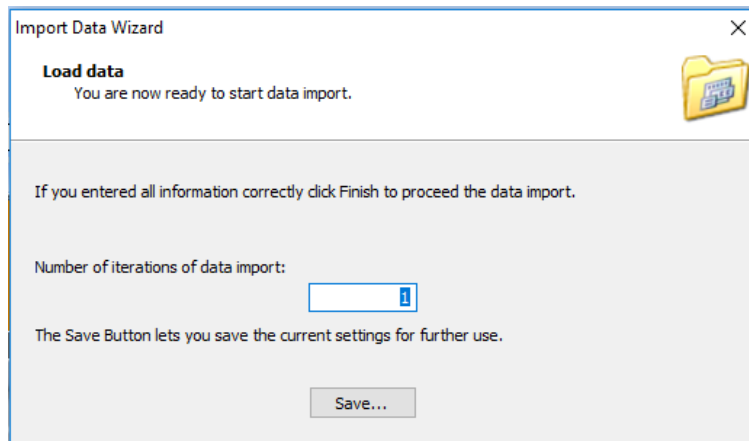 Import Data Wizard
Load data
You are now ready to start data import.
If you entered all information correctly click Finish to proceed the data import.
Number of iterations of data import:
1
The Save Button lets you save the current settings for further use.
Save...